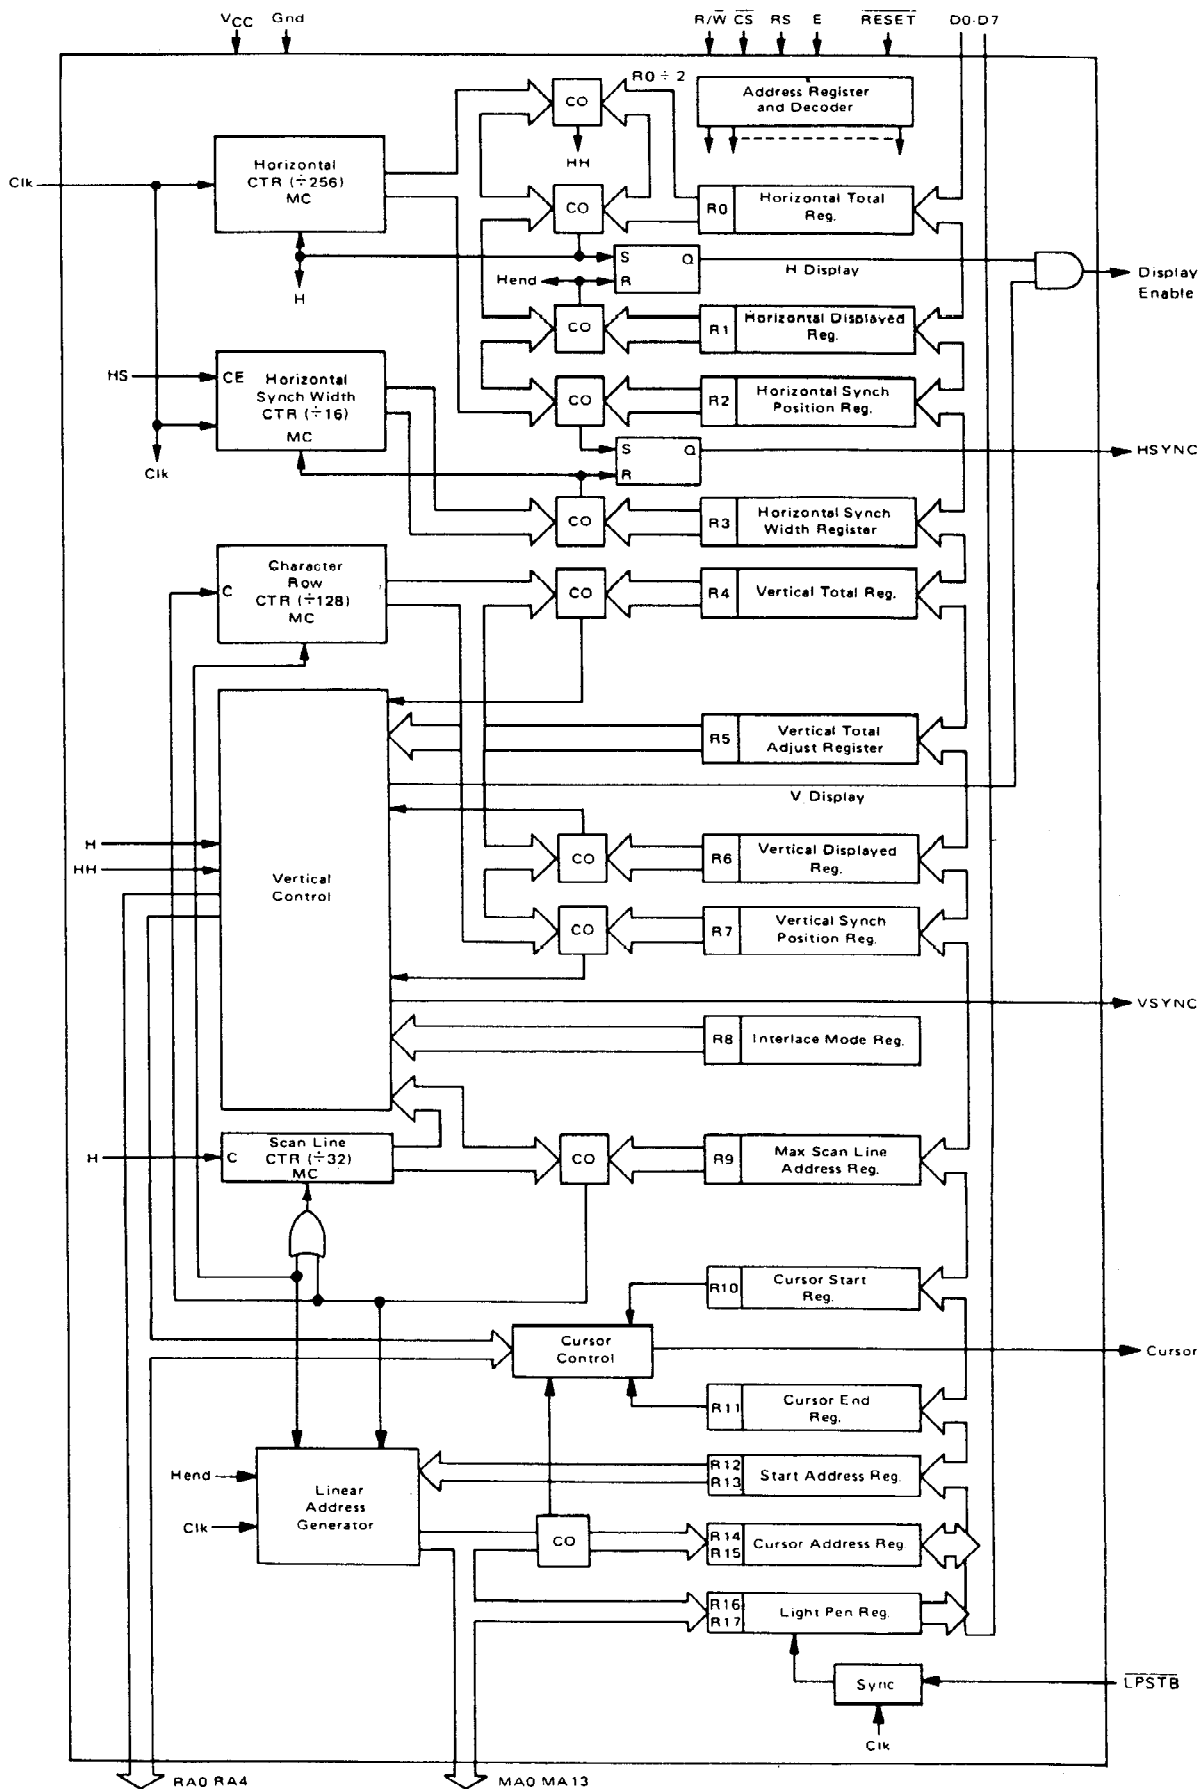 VCC Gnd R/W CS RS E RESET D0-D7
R0 ÷ 2
CO
Address Register
and Decoder
HH
Clk
Horizontal
CTR (÷256)
MC
CO
R0 Horizontal Total
Reg.
H
S Q
R
H Display
Hend
Display
Enable
CO
R1 Horizontal Displayed
Reg.
HS
CE Horizontal
Synch Width
CTR (÷16)
MC
CO
R2 Horizontal Synch
Position Reg.
Clk
S Q
R
HSYNC
CO
R3 Horizontal Synch
Width Register
C Character
Row
CTR (÷128)
MC
CO
R4 Vertical Total Reg.
R5 Vertical Total
Adjust Register
V Display
H
HH
Vertical
Control
CO
R6 Vertical Displayed
Reg.
CO
R7 Vertical Synch
Position Reg.
VSYNC
R8 Interlace Mode Reg.
H
C Scan Line
CTR (÷32)
MC
CO
R9 Max Scan Line
Address Reg.
R10 Cursor Start
Reg.
Cursor
Control
Cursor
R11 Cursor End
Reg.
Hend
Clk
Linear
Address
Generator
R12
R13 Start Address Reg.
CO
R14
R15 Cursor Address Reg.
R16
R17 Light Pen Reg.
Sync
LPSTB
Clk
RA0 RA4 MA0 MA13